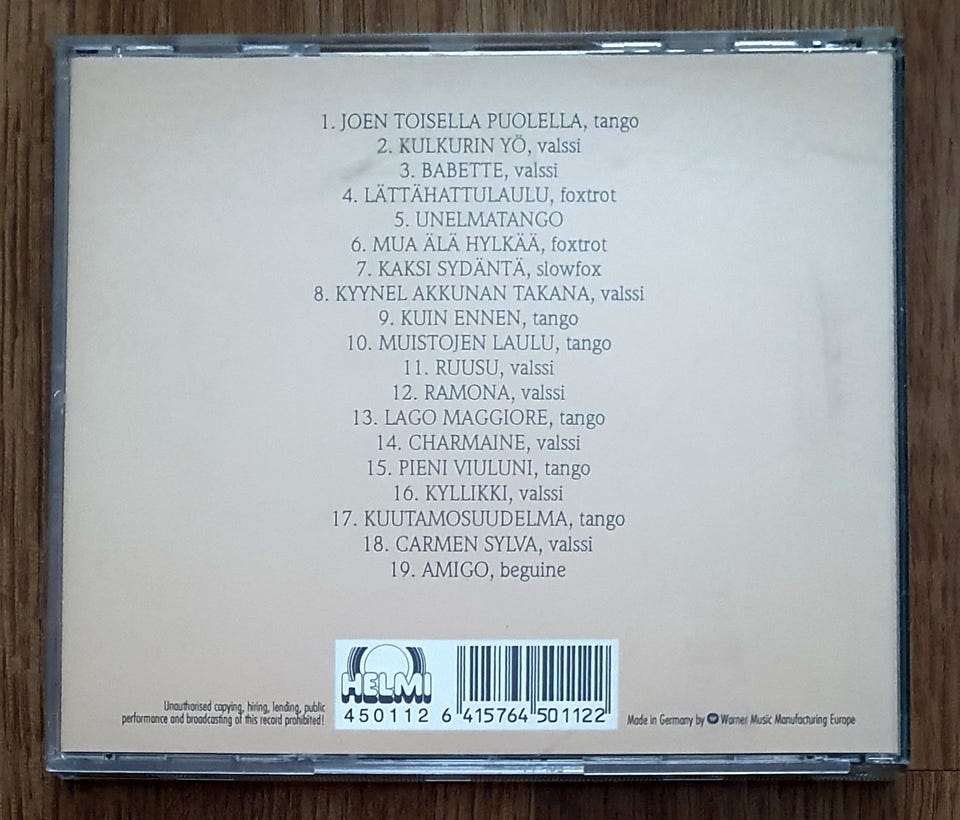 1. JOEN TOISELLA PUOLELLA, tango
2. KULKURIN YÖ, valssi
3. BABETTE, valssi
4. LÄTTÄHATTULAULU, foxtrot
5. UNELMATANGO
6. MUA ÄLÄ HYLKÄÄ, foxtrot
7. KAKSI SYDÄNTÄ, slowfox
8. KYYNEL AKKUNAN TAKANA, valssi
9. KUIN ENNEN, tango
10. MUISTOJEN LAULU, tango
11. RUUSU, valssi
12. RAMONA, valssi
13. LAGO MAGGIORE, tango
14. CHARMAINE, valssi
15. PIENI VIULUNI, tango
16. KYLLIKKI, valssi
17. KUUTAMOSUUDELMA, tango
18. CARMEN SYLVA, valssi
19. AMIGO, beguine
HELMI
450112 6 415764 501122
Unauthorised copying, hiring, lending, public
performance and broadcasting of this record prohibited!
Made in Germany by Warner Music Manufacturing Europe